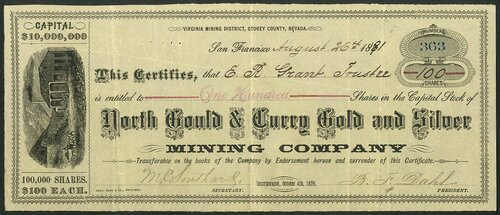 CAPITAL
$10,000,000
VIRGINIA MINING DISTRICT, STOREY COUNTY, NEVADA.
NUMBER
363
San Francisco August 26th 1881
This Certifies, that E. R. Grant Trustee
100
SHARES
is entitled to One Hundred Shares in the Capital Stock of
North Gould & Curry Gold and Silver
MINING COMPANY
Transferable on the books of the Company by Endorsement hereon and surrender of this Certificate.
100,000 SHARES.
$100 EACH.
SECRETARY.
Incorporated, October 4th, 1878.
B. F. Dahl
PRESIDENT.